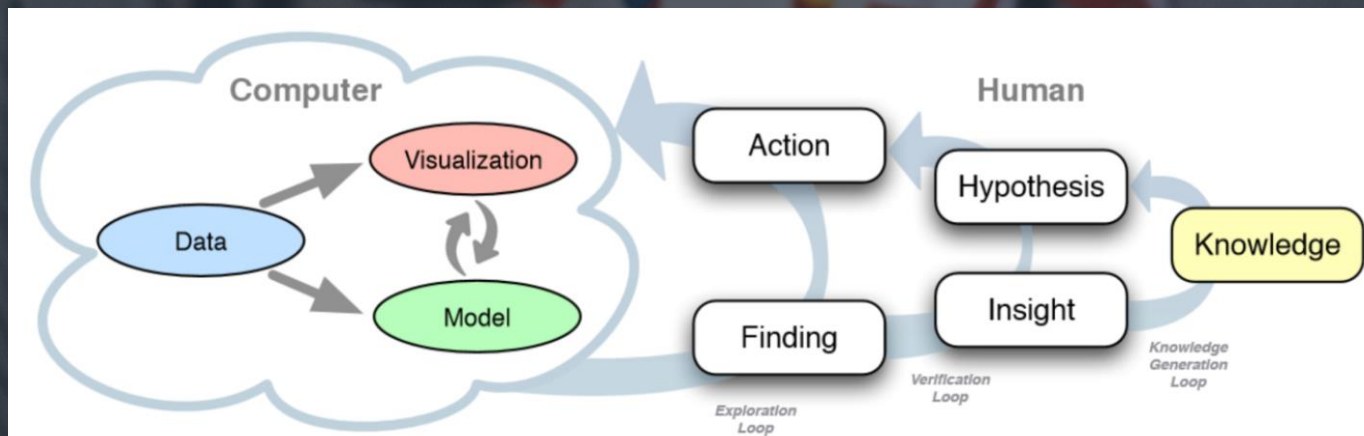 Computer
Human
Visualization
Data
Model
Action
Hypothesis
Knowledge
Finding
Insight
Exploration
Loop
Verification
Loop
Knowledge
Generation
Loop